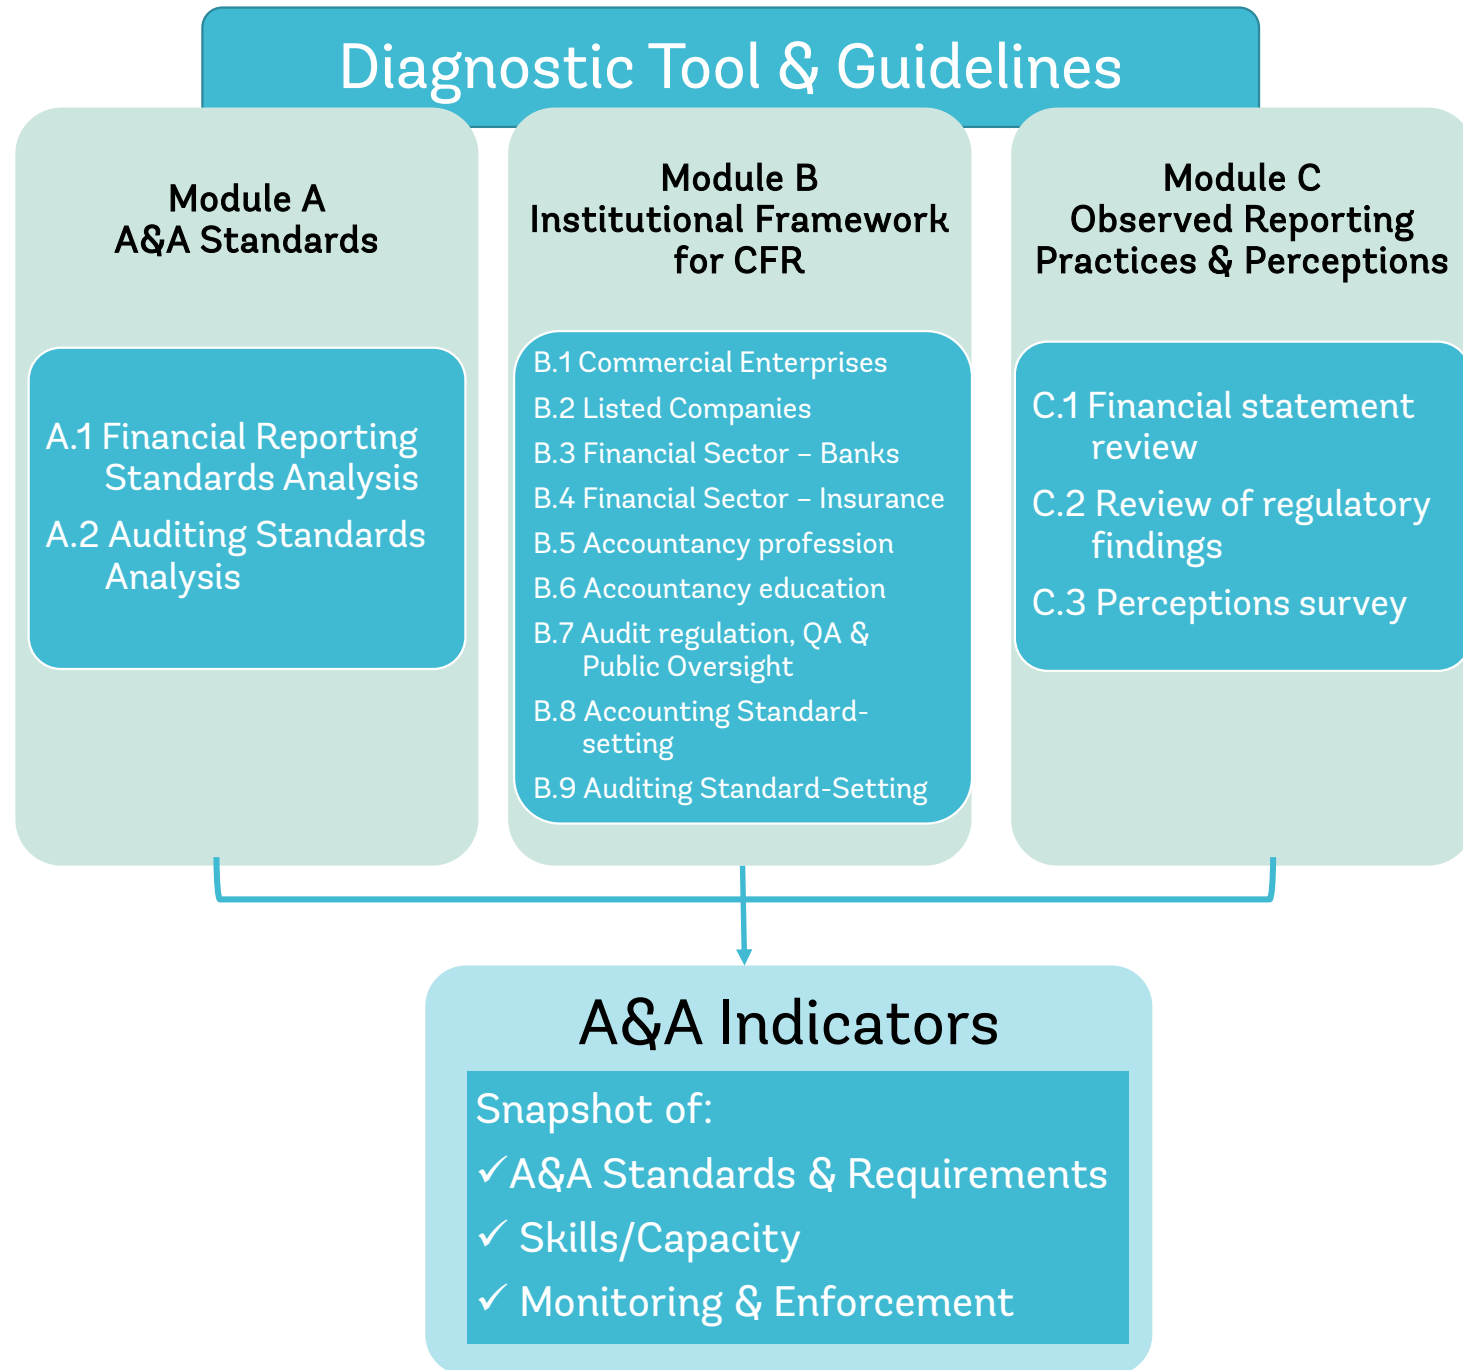 Diagnostic Tool & Guidelines
Module A
A&A Standards
A.1 Financial Reporting
Standards Analysis
A.2 Auditing Standards
Analysis
Module B
Institutional Framework
for CFR
B.1 Commercial Enterprises
B.2 Listed Companies
B.3 Financial Sector – Banks
B.4 Financial Sector – Insurance
B.5 Accountancy profession
B.6 Accountancy education
B.7 Audit regulation, QA &
Public Oversight
B.8 Accounting Standard-
setting
B.9 Auditing Standard-Setting
Module C
Observed Reporting
Practices & Perceptions
C.1 Financial statement
review
C.2 Review of regulatory
findings
C.3 Perceptions survey
A&A Indicators
Snapshot of:
✓A&A Standards & Requirements
✓ Skills/Capacity
✓ Monitoring & Enforcement